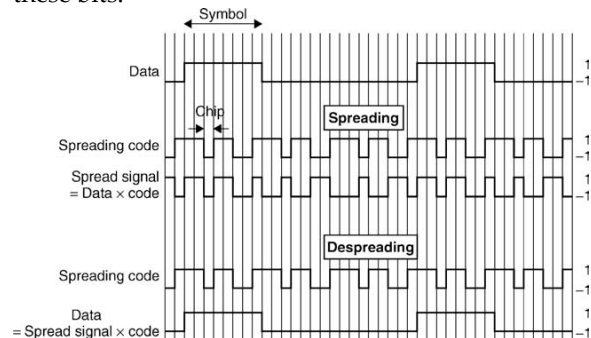 these bits.
Symbol
Data
1
−1
Chip
Spreading
Spreading code
1
−1
Spread signal
= Data × code
1
−1
Despreading
Spreading code
1
−1
Data
= Spread signal × code
1
−1